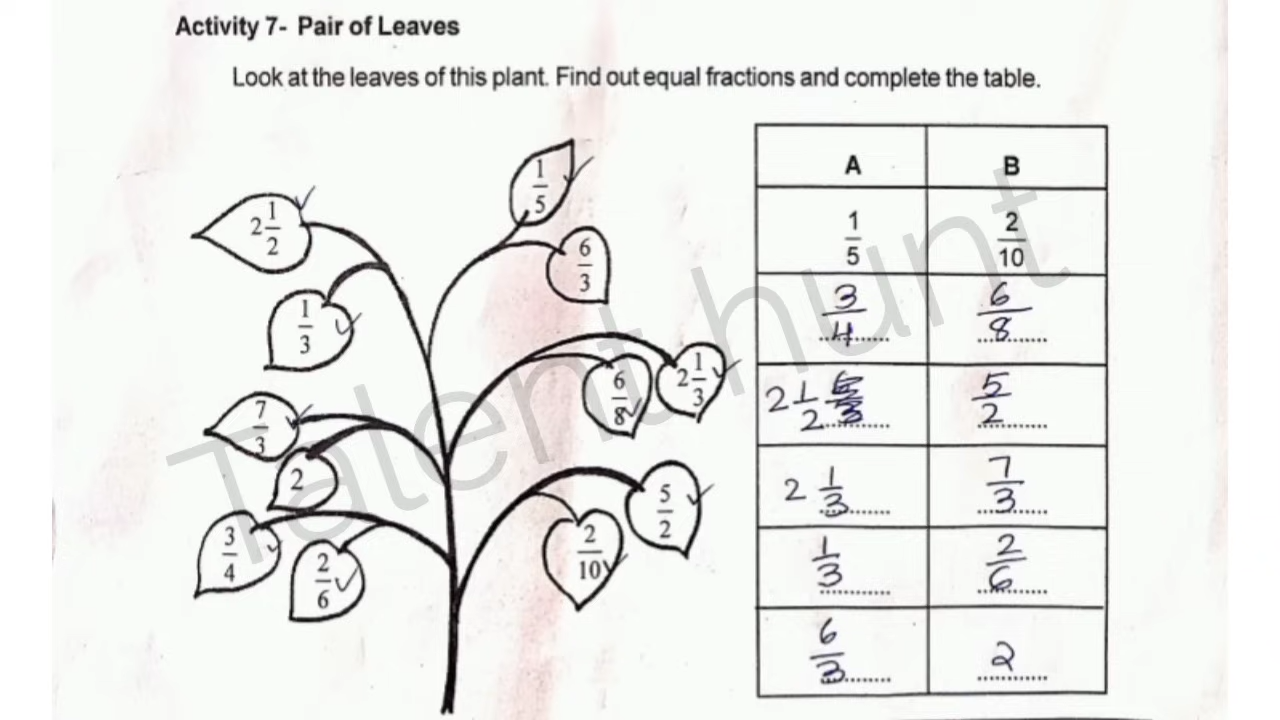 Activity 7- Pair of Leaves
Look at the leaves of this plant. Find out equal fractions and complete the table.
1/5
2 1/2
6/3
1/3
6/8
2 1/3
7/3
2
5/2
3/4
2/6
2/10
A B
1/5 2/10
3/4 6/8
2 1/2 5/2
2 1/3 7/3
1/3 2/6
6/3 2
Talent hunt